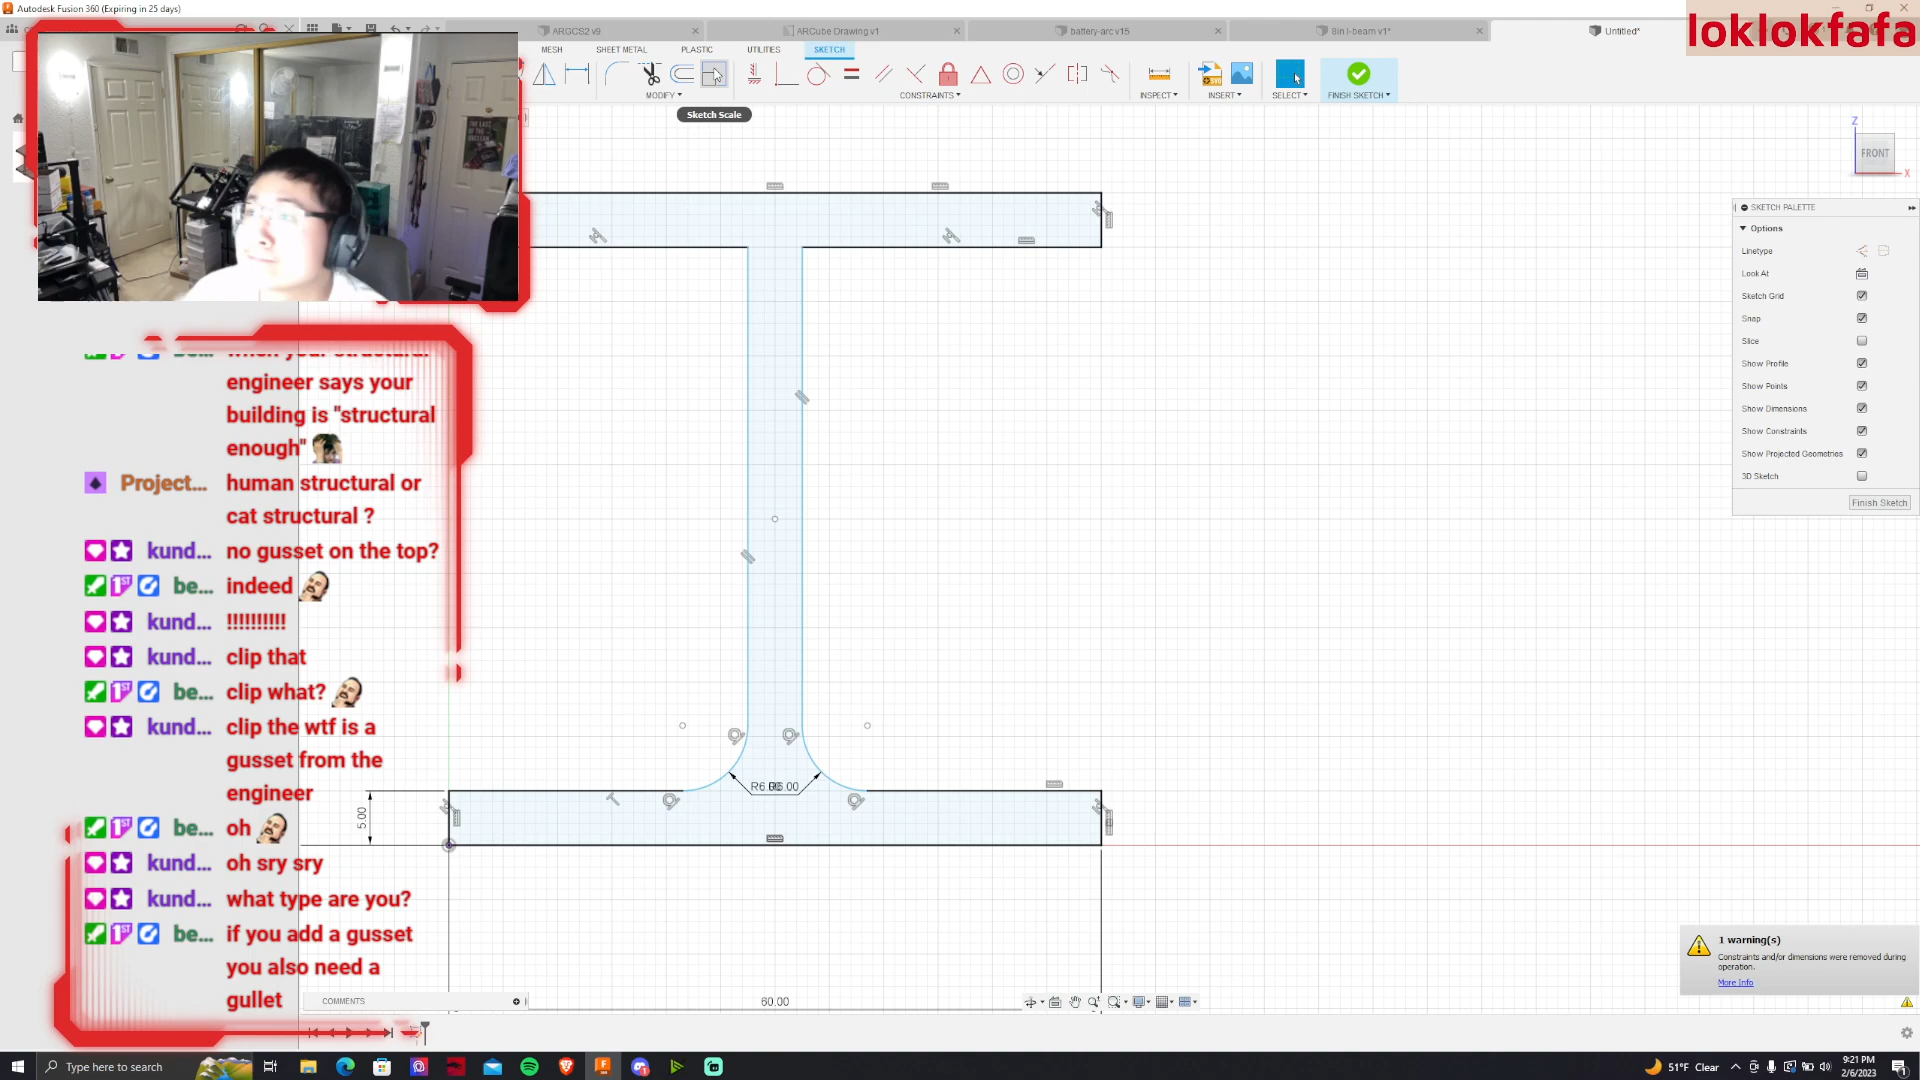 Autodesk Fusion 360 (Expiring in 25 days)
loklokfafa
ARGCS2 v9
ARCube Drawing v1
battery-arc v15
8in I-beam v1*
Untitled*
MESH
SHEET METAL
PLASTIC
UTILITIES
SKETCH
MODIFY
CONSTRAINTS
INSPECT
INSERT
SELECT
FINISH SKETCH
Sketch Scale
Z
FRONT
X
SKETCH PALETTE
Options
Linetype
Look At
Sketch Grid
Snap
Slice
Show Profile
Show Points
Show Dimensions
Show Constraints
Show Projected Geometries
3D Sketch
Finish Sketch
when your structural
engineer says your
building is "structural
enough"
Project... human structural or
cat structural ?
kund... no gusset on the top?
be... indeed
kund... !!!!!!!!!!
kund... clip that
be... clip what?
kund... clip the wtf is a
gusset from the
engineer
be... oh
kund... oh sry sry
kund... what type are you?
be... if you add a gusset
you also need a
gullet
5.00
60.00
COMMENTS
1 warning(s)
Constraints and/or dimensions were removed during
operation.
More Info
Type here to search
51°F Clear
9:21 PM
2/6/2023